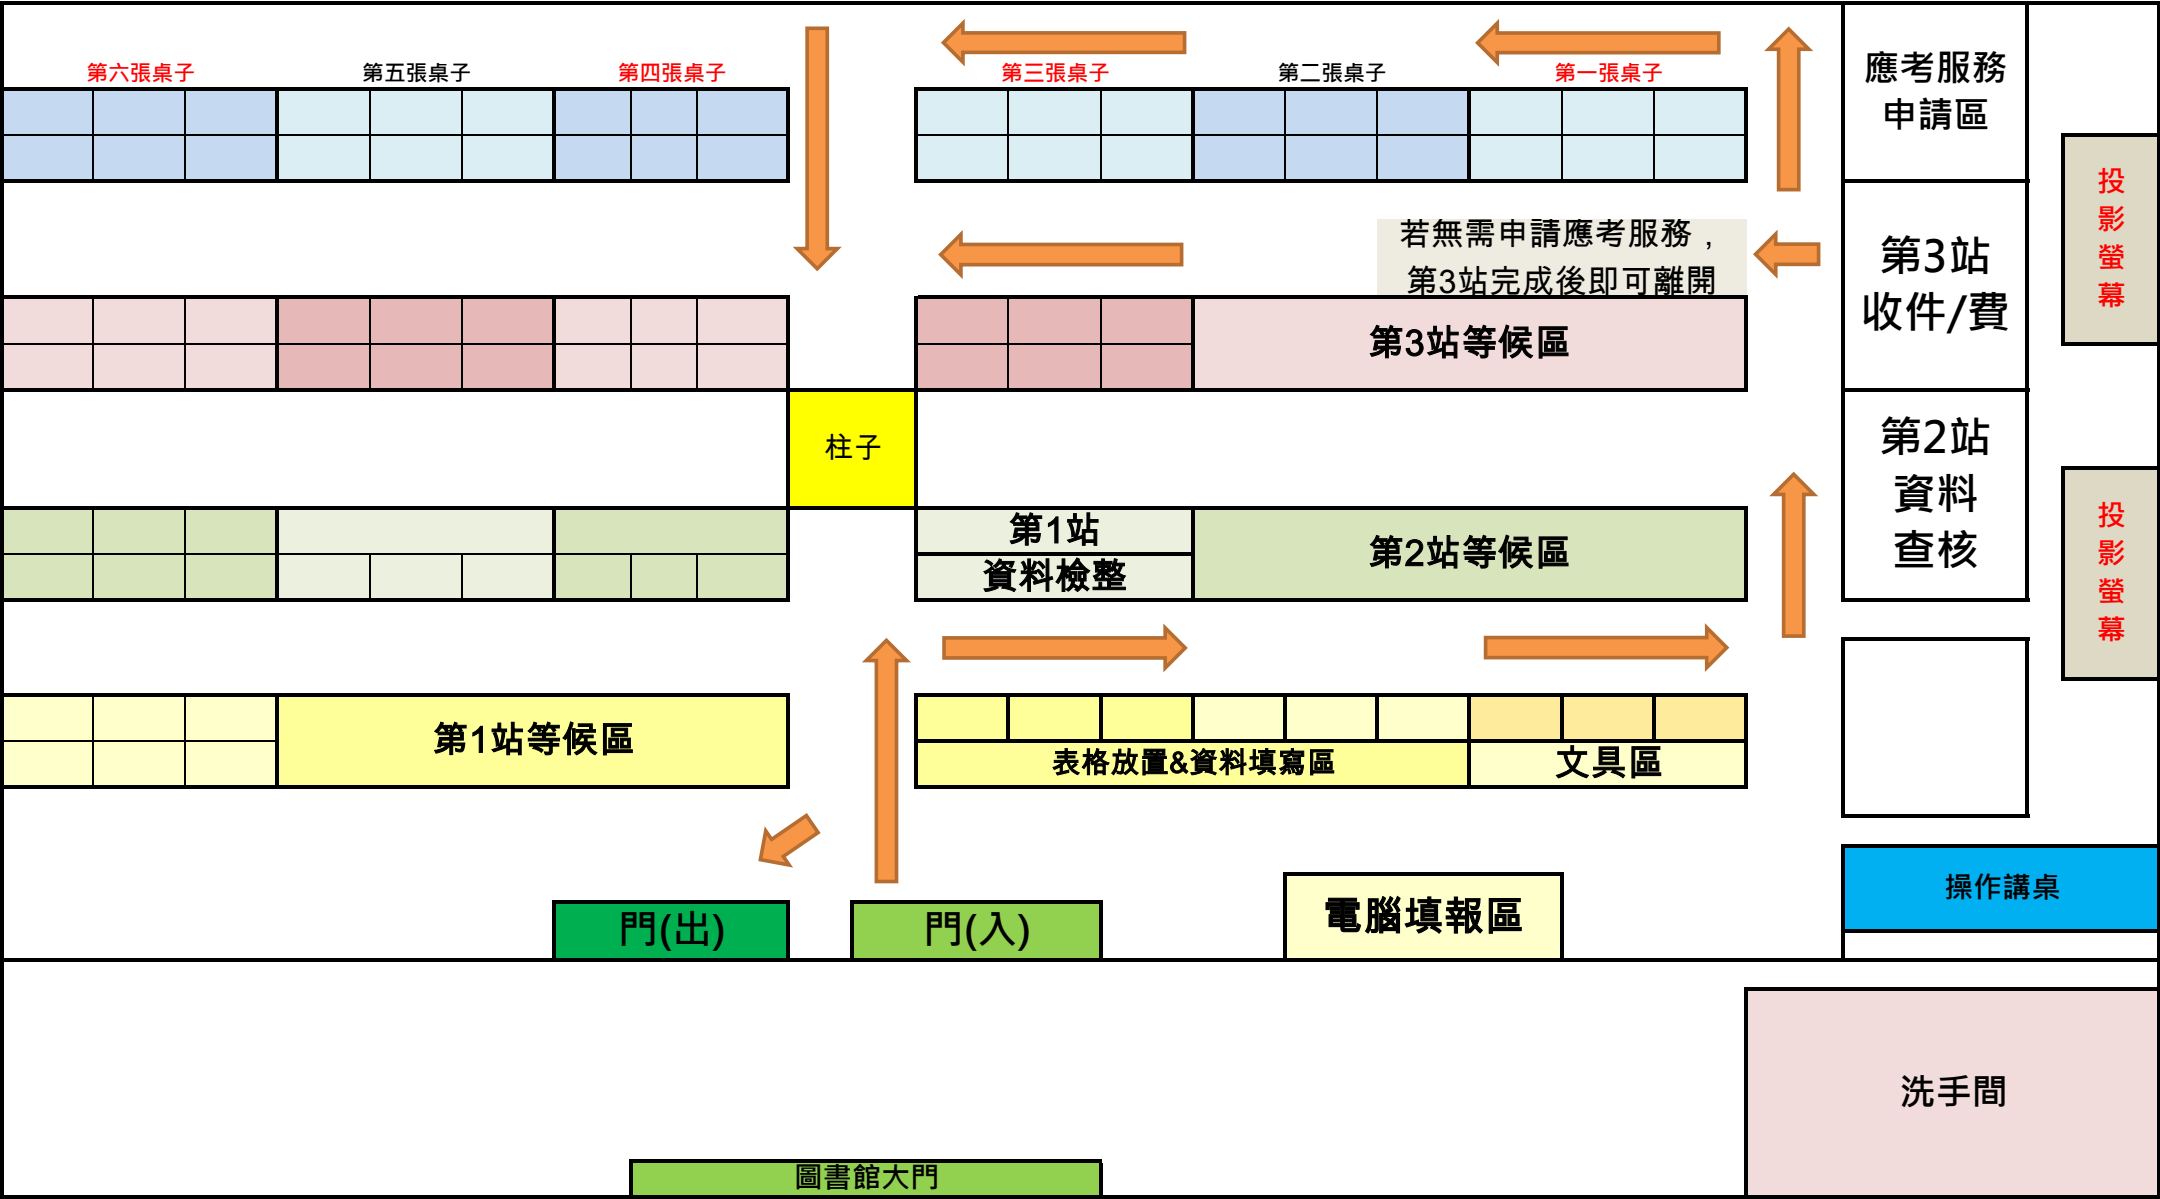 應考服務
申請區
第六張桌子
第五張桌子
第四張桌子
第三張桌子
第二張桌子
第一張桌子
投
影
螢
幕
若無需申請應考服務，
第3站完成後即可離開
第3站
收件/費
第3站等候區
柱子
第2站
資料
查核
投
影
螢
幕
第1站
資料檢整
第2站等候區
第1站等候區
表格放置&資料填寫區
文具區
操作講桌
門(出)
門(入)
電腦填報區
洗手間
圖書館大門